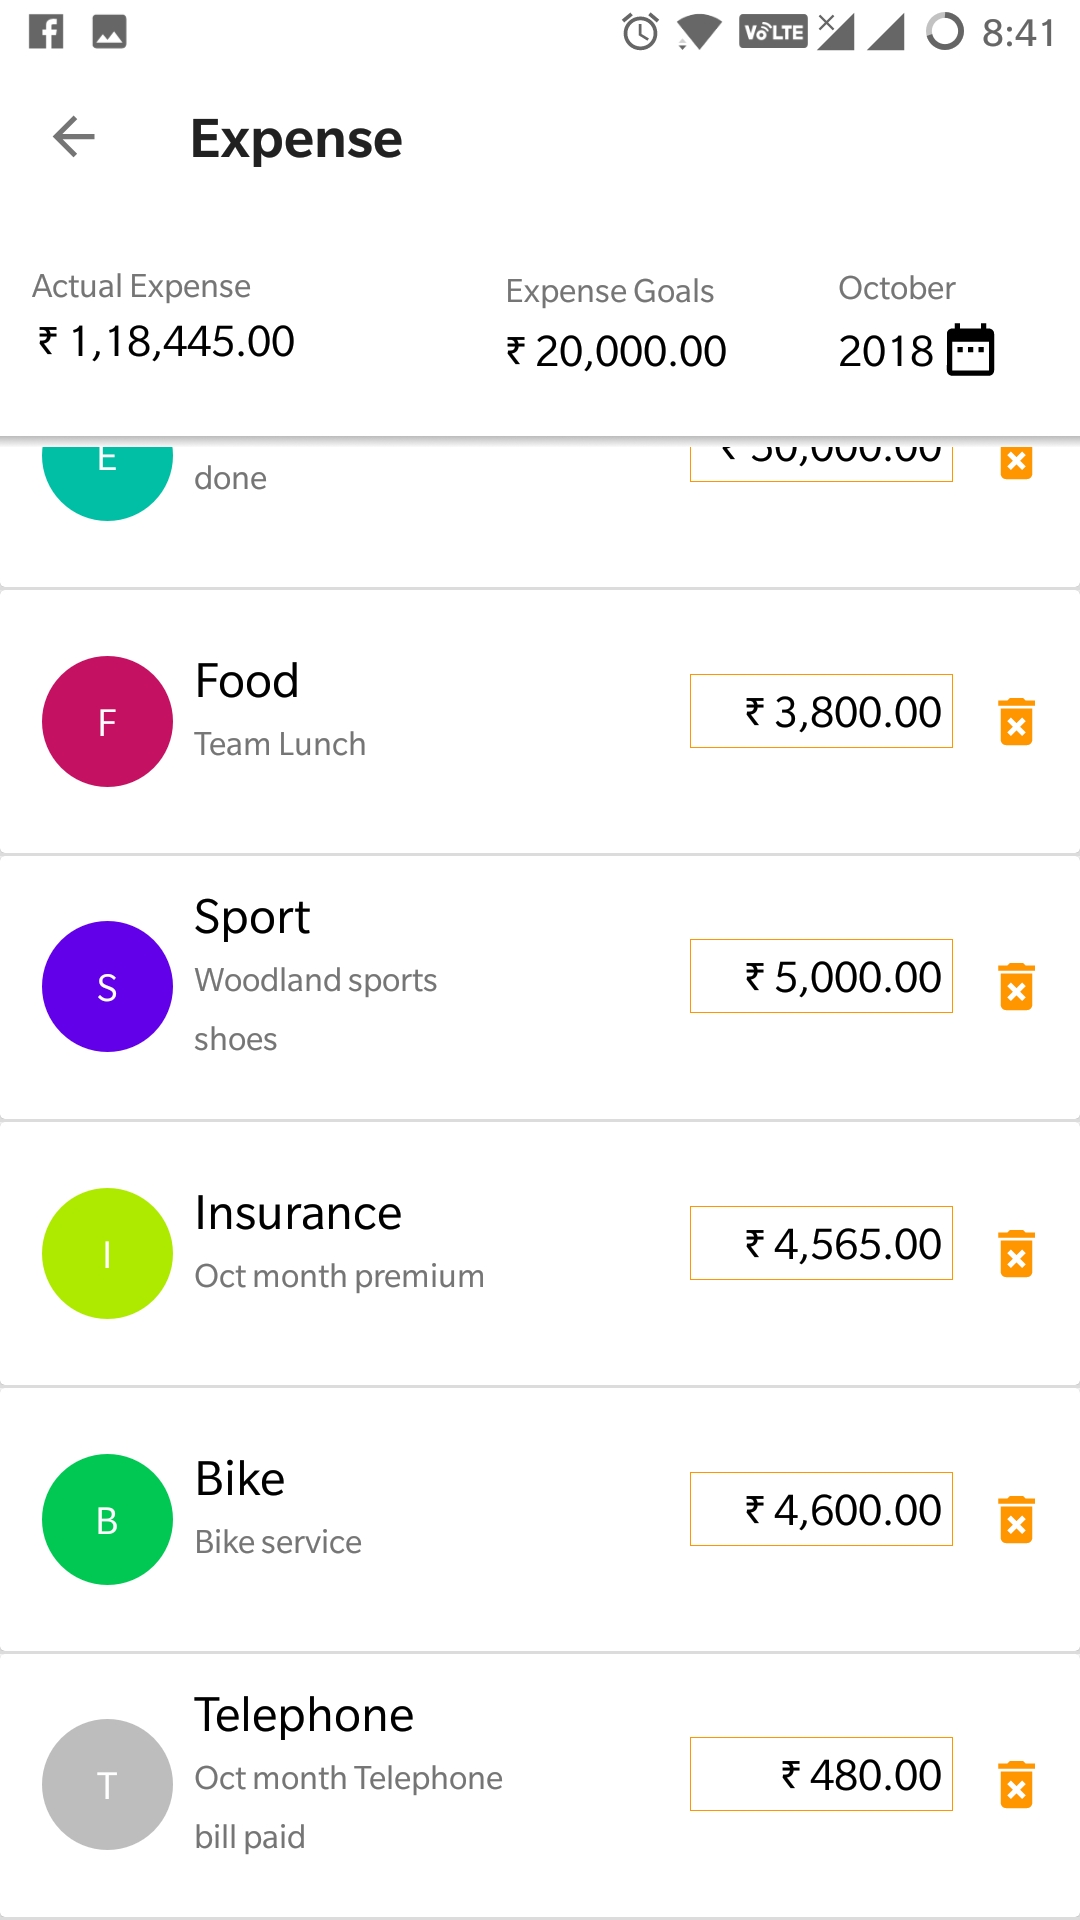 VoLTE 8:41
Expense
Actual Expense Expense Goals October
₹ 1,18,445.00 ₹ 20,000.00 2018
E done
F Food ₹ 3,800.00
Team Lunch
Sport
S Woodland sports ₹ 5,000.00
shoes
I Insurance ₹ 4,565.00
Oct month premium
B Bike ₹ 4,600.00
Bike service
Telephone
T Oct month Telephone ₹ 480.00
bill paid